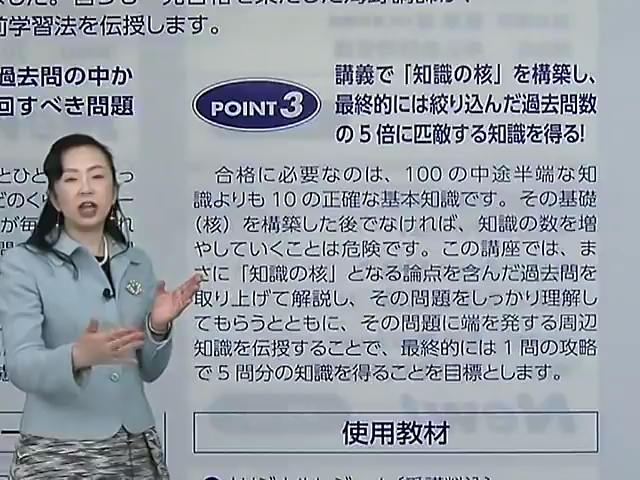 前学習法を伝授します。
過去問の中か
回すべき問題
POINT 3
講義で「知識の核」を構築し、
最終的には絞り込んだ過去問数
の5倍に匹敵する知識を得る!
合格に必要なのは、100の中途半端な知
識よりも10の正確な基本知識です。その基礎
(核)を構築した後でなければ、知識の数を増
やしていくことは危険です。この講座では、ま
さに「知識の核」となる論点を含んだ過去問を
取り上げて解説し、その問題をしっかり理解し
てもらうとともに、その問題に端を発する周辺
知識を伝授することで、最終的には1問の攻略
で5問分の知識を得ることを目標とします。
使用教材